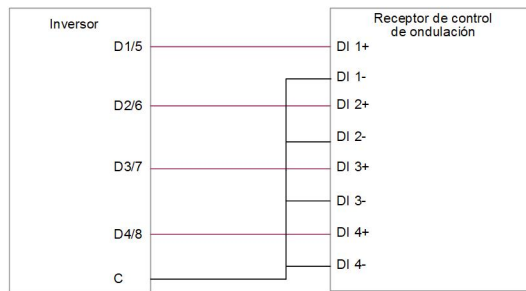 Inversor
Receptor de control
de ondulación
D1/5
DI 1+
DI 1-
D2/6
DI 2+
DI 2-
D3/7
DI 3+
DI 3-
D4/8
DI 4+
DI 4-
C